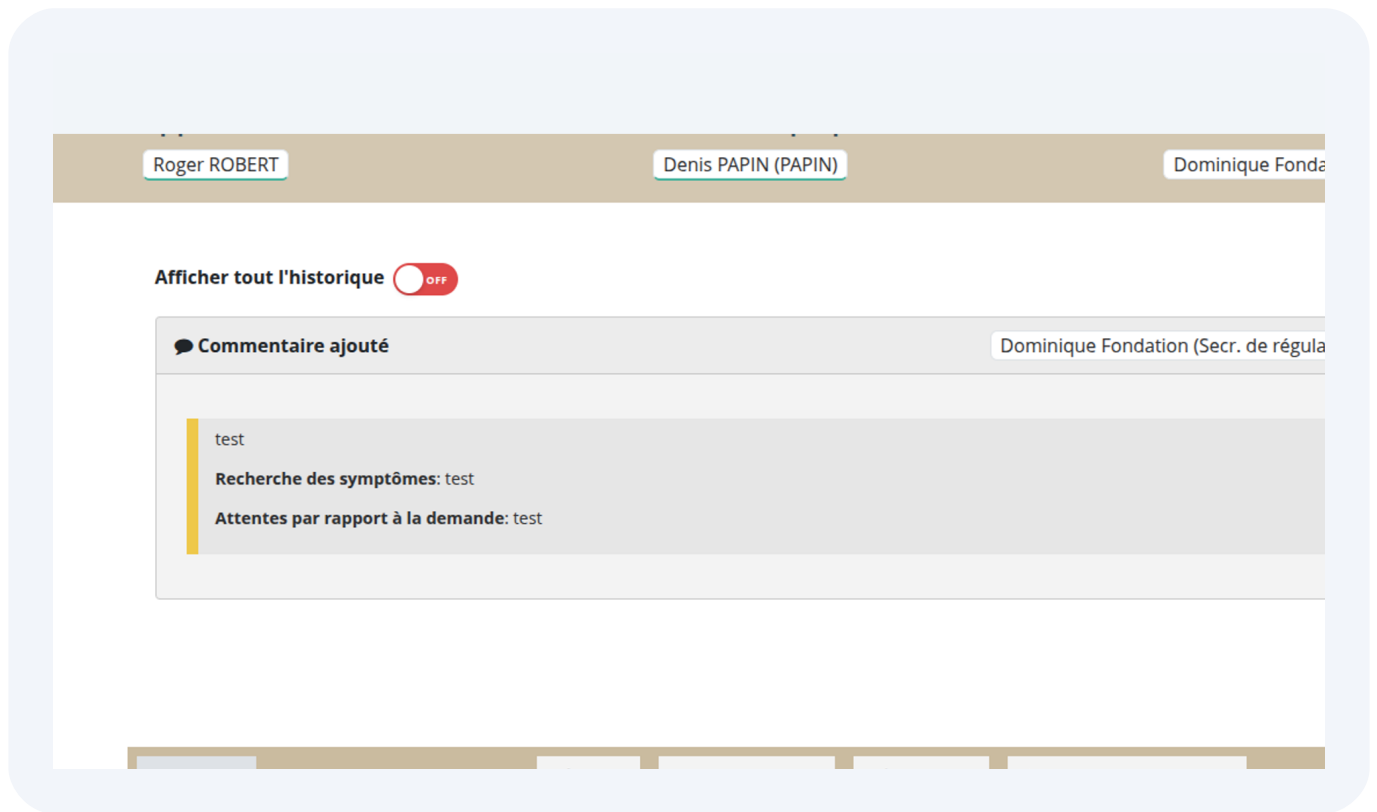 Roger ROBERT
Denis PAPIN (PAPIN)
Dominique Fonda
Afficher tout l'historique OFF
Commentaire ajouté
Dominique Fondation (Secr. de régula
test
Recherche des symptômes: test
Attentes par rapport à la demande: test